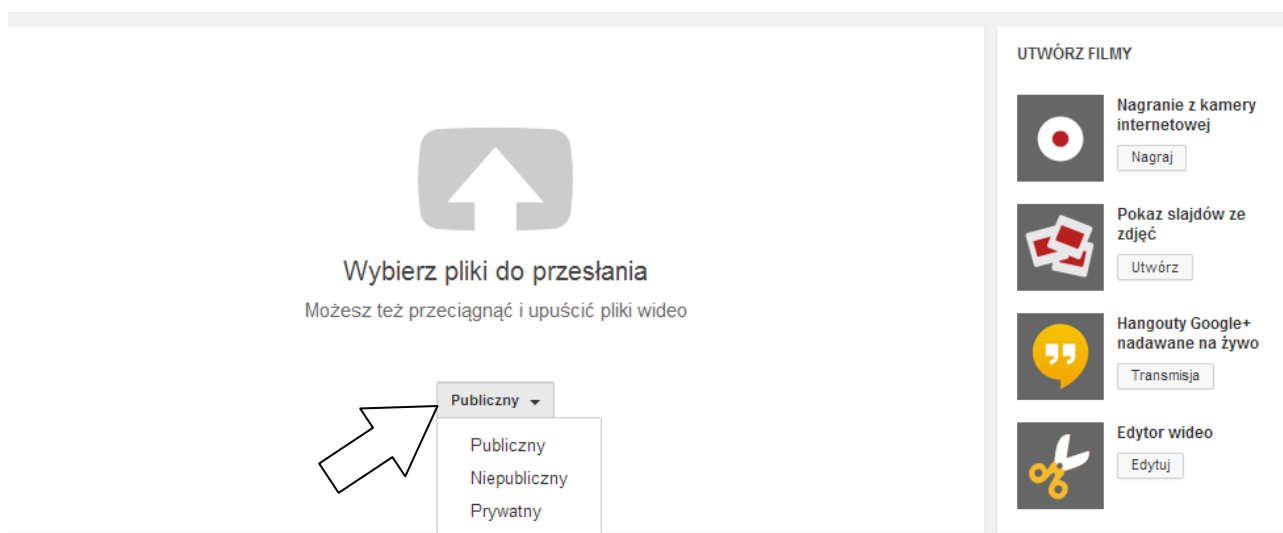 Wybierz pliki do przesłania
Możesz też przeciągnąć i upuścić pliki wideo
Publiczny
Publiczny
Niepubliczny
Prywatny
UTWÓRZ FILMY
Nagranie z kamery
internetowej
Nagraj
Pokaz slajdów ze
zdjęć
Utwórz
Hangouty Google+
nadawane na żywo
Transmisja
Edytor wideo
Edytuj